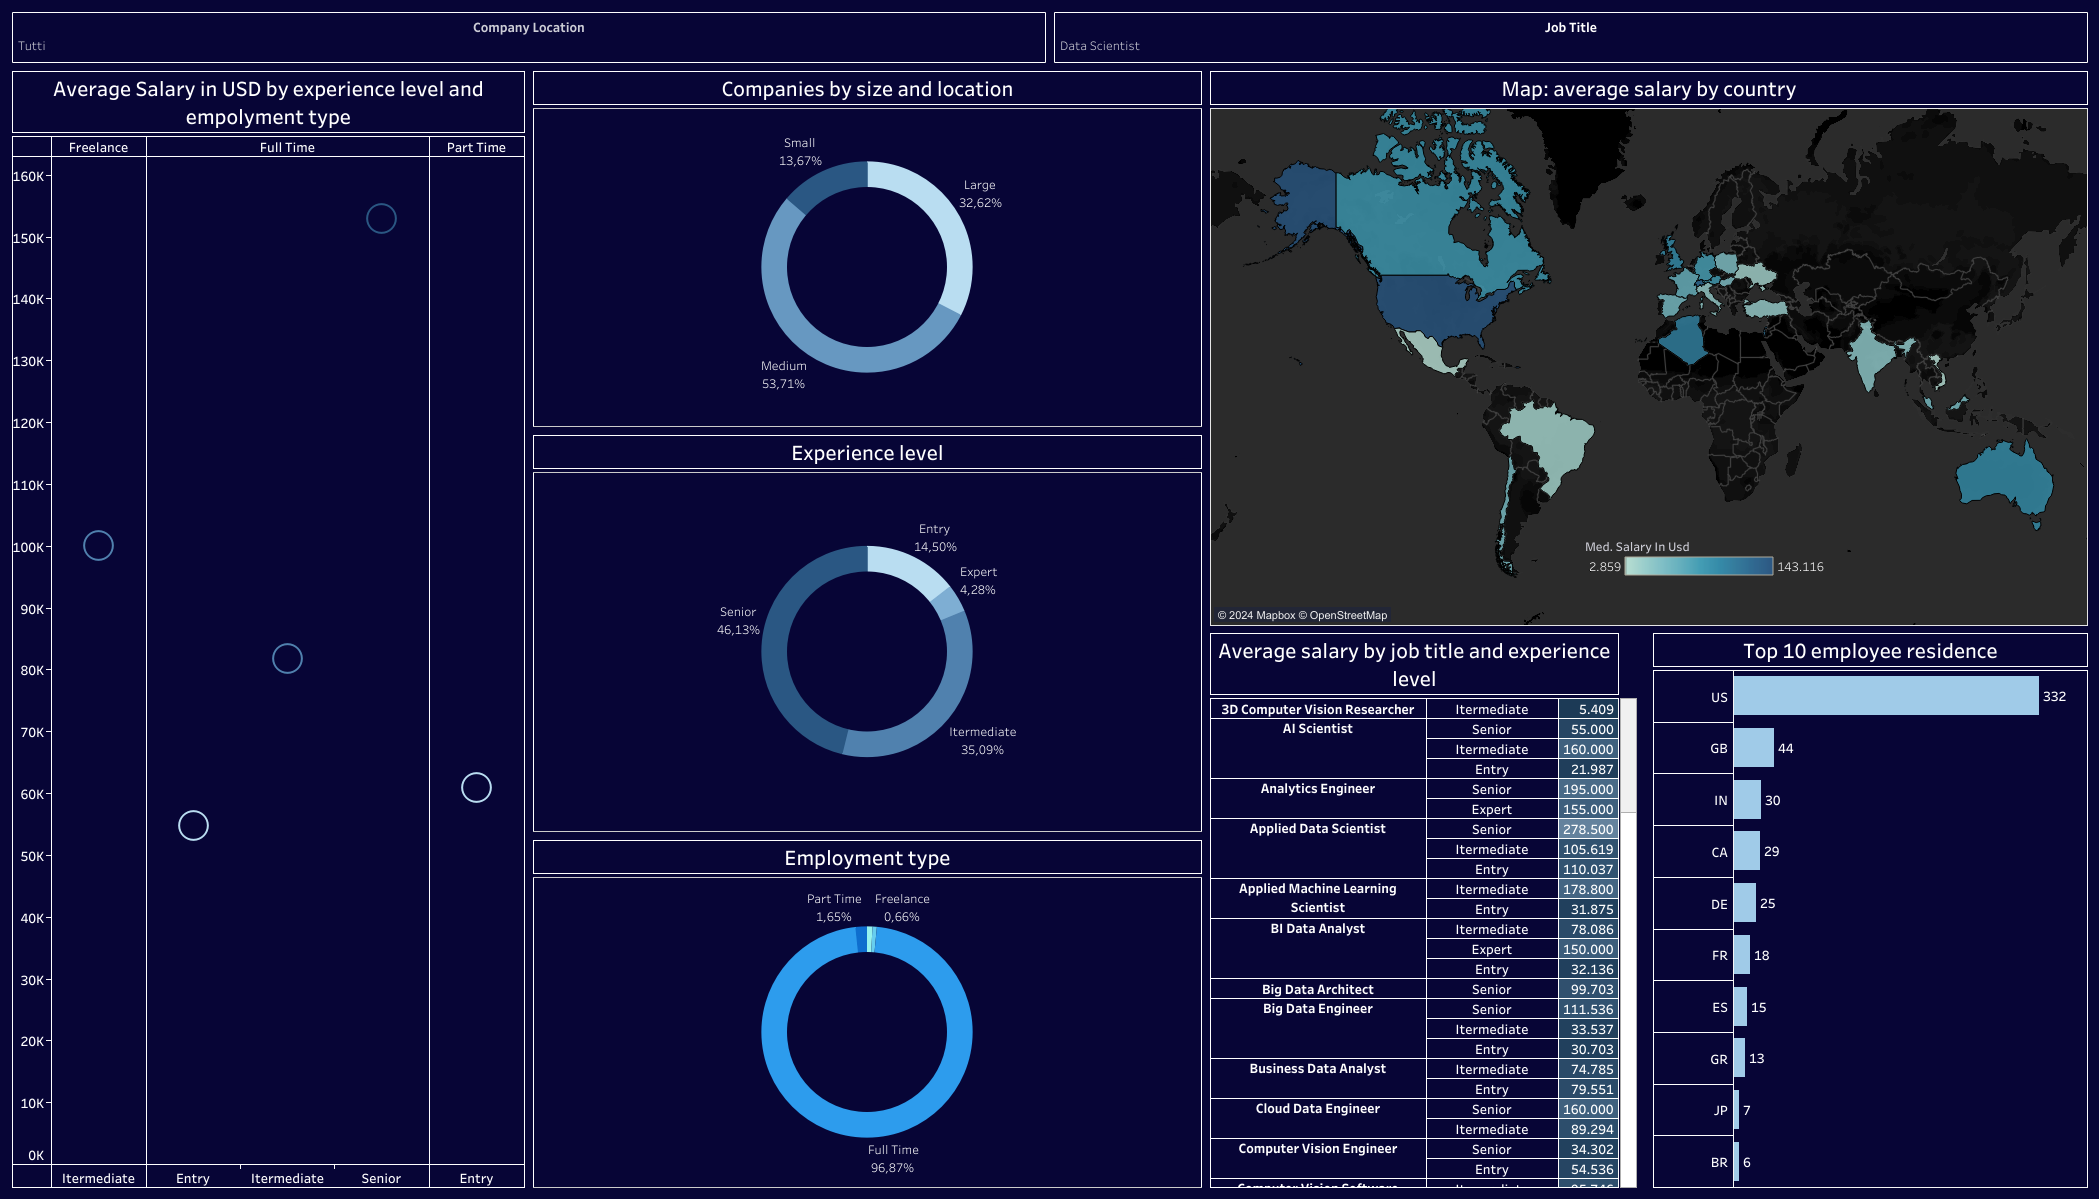 Company Location
Tutti
Job Title
Data Scientist
Average Salary in USD by experience level and
empolyment type
Freelance
Full Time
Part Time
160K
150K
140K
130K
120K
110K
100K
90K
80K
70K
60K
50K
40K
30K
20K
10K
0K
Itermediate
Entry
Itermediate
Senior
Entry
Companies by size and location
Small
13,67%
Large
32,62%
Medium
53,71%
Experience level
Entry
14,50%
Expert
4,28%
Senior
46,13%
Itermediate
35,09%
Employment type
Part Time
1,65%
Freelance
0,66%
Full Time
96,87%
Map: average salary by country
Med. Salary In Usd
2.859
143.116
© 2024 Mapbox © OpenStreetMap
Average salary by job title and experience
level
3D Computer Vision Researcher Itermediate 5.409
AI Scientist Senior 55.000
Itermediate 160.000
Entry 21.987
Analytics Engineer Senior 195.000
Expert 155.000
Applied Data Scientist Senior 278.500
Itermediate 105.619
Entry 110.037
Applied Machine Learning Itermediate 178.800
Scientist Entry 31.875
BI Data Analyst Itermediate 78.086
Expert 150.000
Entry 32.136
Big Data Architect Senior 99.703
Big Data Engineer Senior 111.536
Itermediate 33.537
Entry 30.703
Business Data Analyst Itermediate 74.785
Entry 79.551
Cloud Data Engineer Senior 160.000
Itermediate 89.294
Computer Vision Engineer Senior 34.302
Entry 54.536
Computer Vision Software
Top 10 employee residence
US 332
GB 44
IN 30
CA 29
DE 25
FR 18
ES 15
GR 13
JP 7
BR 6